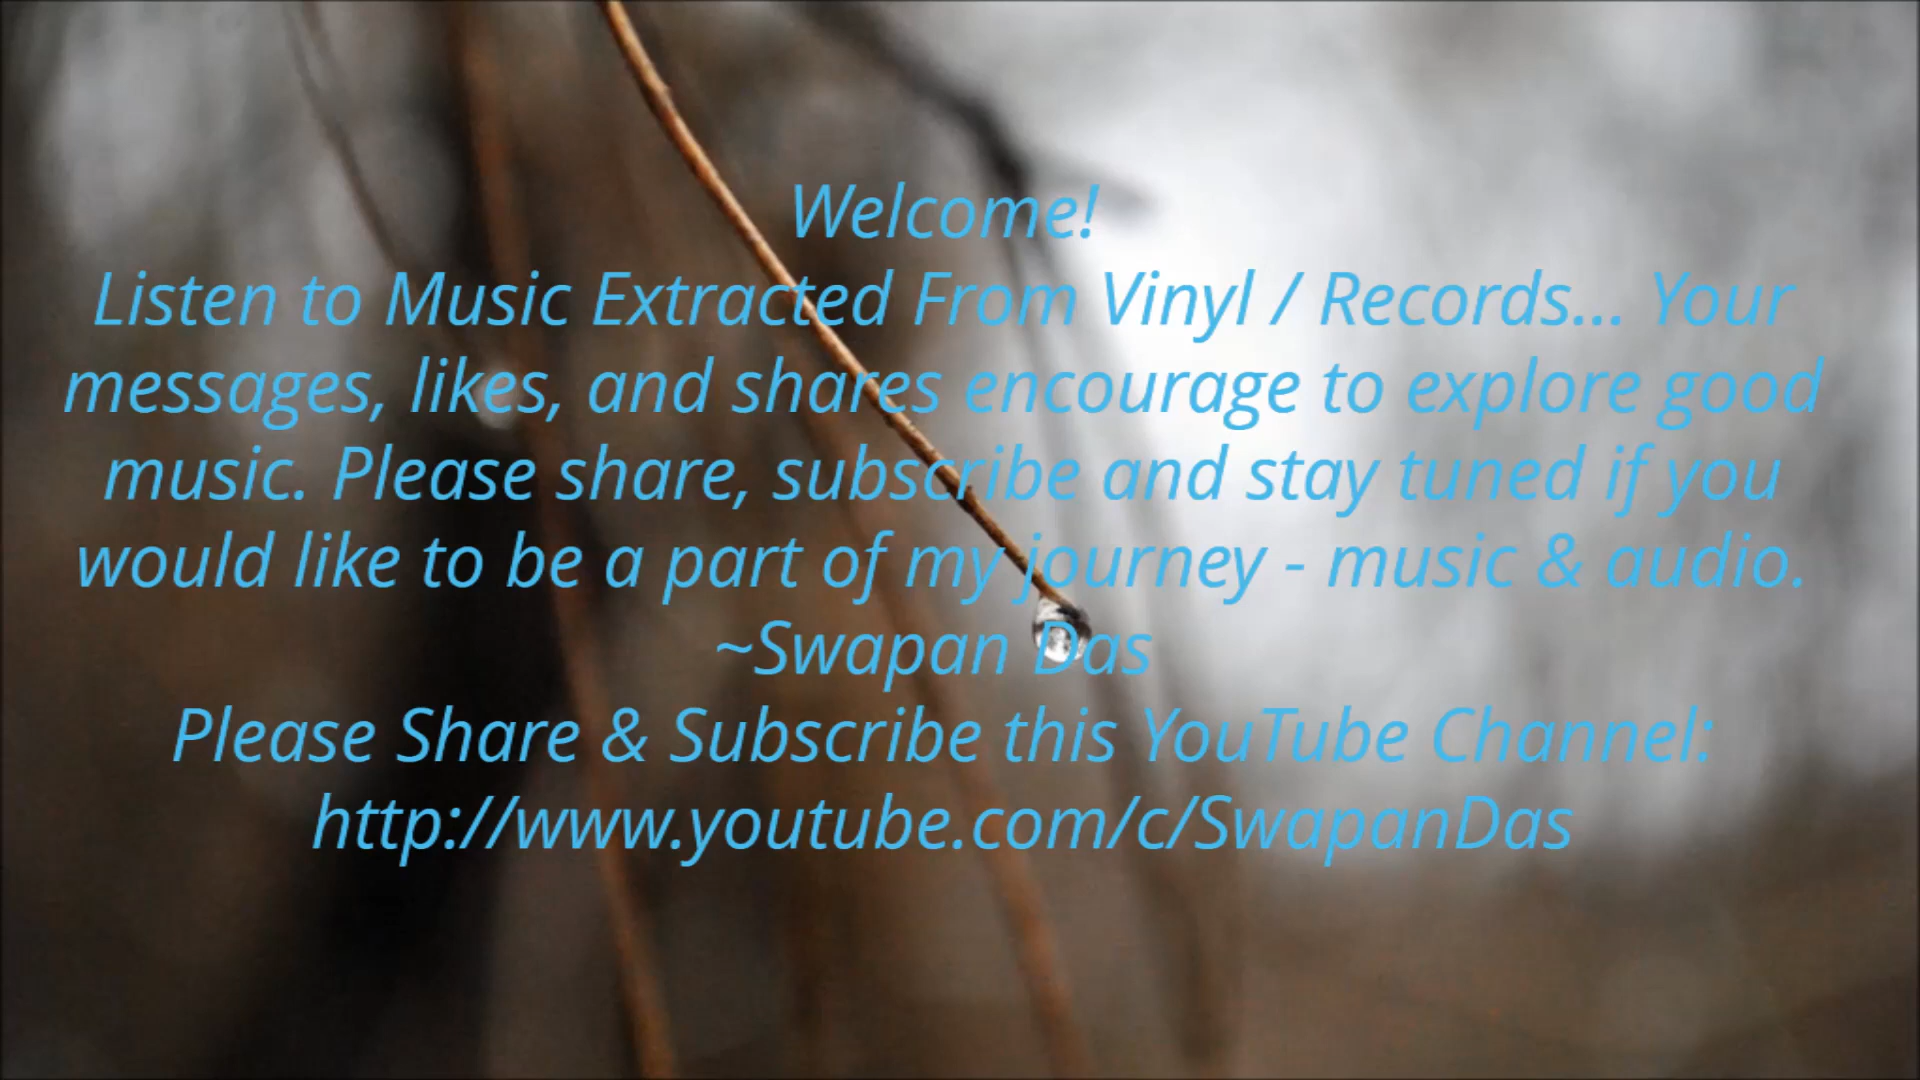 Welcome!
Listen to Music Extracted From Vinyl / Records... Your
messages, likes, and shares encourage to explore good
music. Please share, subscribe and stay tuned if you
would like to be a part of my journey - music & audio.
~Swapan Das
Please Share & Subscribe this YouTube Channel:
http://www.youtube.com/c/SwapanDas